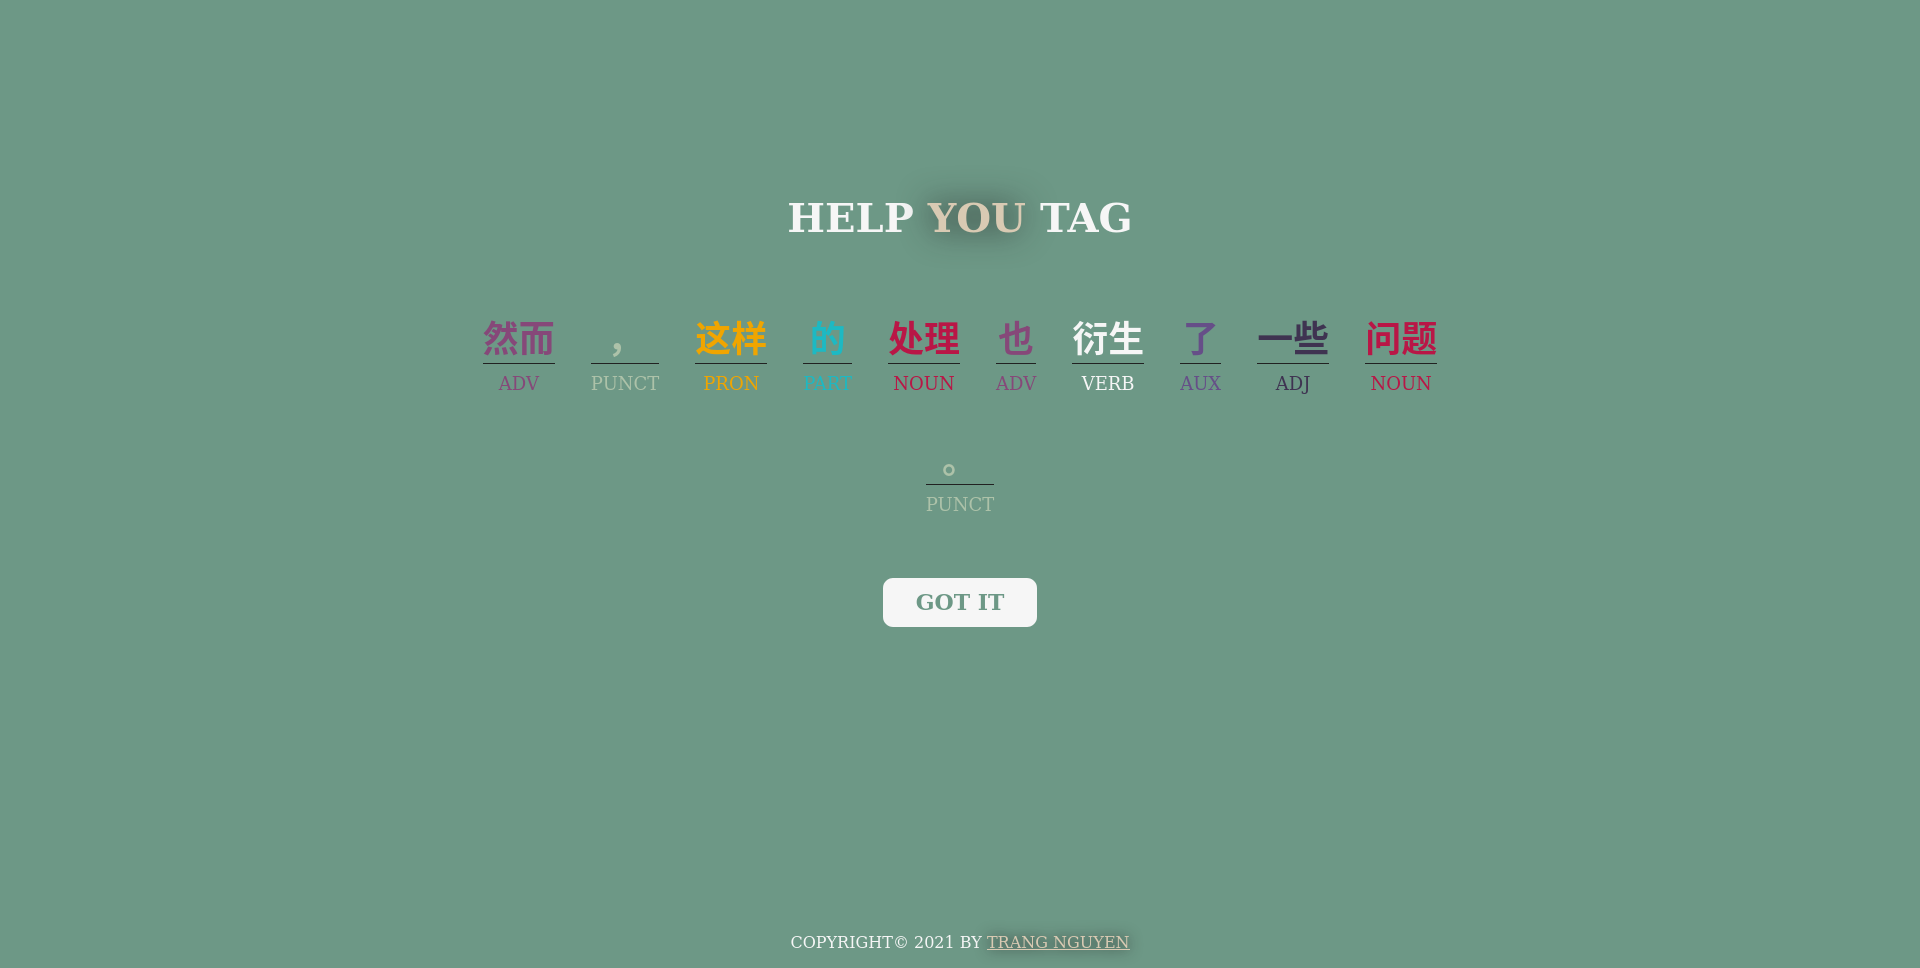 HELP YOU TAG
然而 ， 这样 的 处理 也 衍生 了 一些 问题
ADV PUNCT PRON PART NOUN ADV VERB AUX ADJ NOUN
。
PUNCT
GOT IT
COPYRIGHT© 2021 BY TRANG NGUYEN